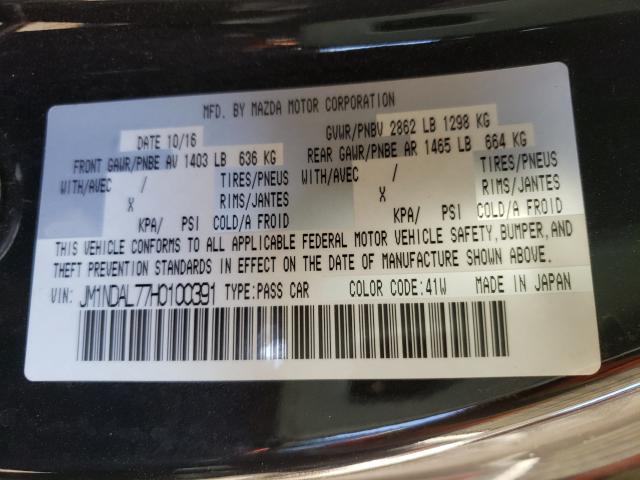 MFD. BY MAZDA MOTOR CORPORATION
DATE 10/16 GVWR/PNBV 2862 LB 1298 KG
FRONT GAWR/PNBE AV 1403 LB 636 KG REAR GAWR/PNBE AR 1465 LB 664 KG
WITH/AVEC / TIRES/PNEUS WITH/AVEC / TIRES/PNEUS
X RIMS/JANTES X RIMS/JANTES
KPA/ PSI COLD/A FROID KPA/ PSI COLD/A FROID
THIS VEHICLE CONFORMS TO ALL APPLICABLE FEDERAL MOTOR VEHICLE SAFETY, BUMPER, AND
THEFT PREVENTION STANDARDS IN EFFECT ON THE DATE OF MANUFACTURE SHOWN ABOVE.
VIN: JM1NDAL77H0100391 TYPE:PASS CAR COLOR CODE:41W MADE IN JAPAN